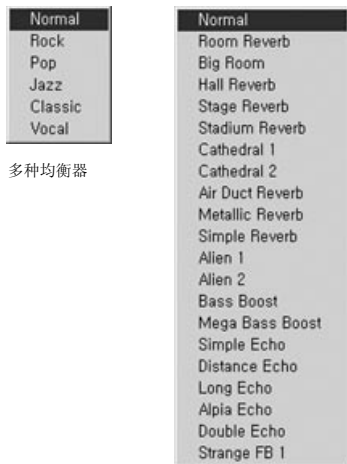 Normal
Rock
Pop
Jazz
Classic
Vocal
多种均衡器
Normal
Room Reverb
Big Room
Hall Reverb
Stage Reverb
Stadium Reverb
Cathedral 1
Cathedral 2
Air Duct Reverb
Metallic Reverb
Simple Reverb
Alien 1
Alien 2
Bass Boost
Mega Bass Boost
Simple Echo
Distance Echo
Long Echo
Alpia Echo
Double Echo
Strange FB 1